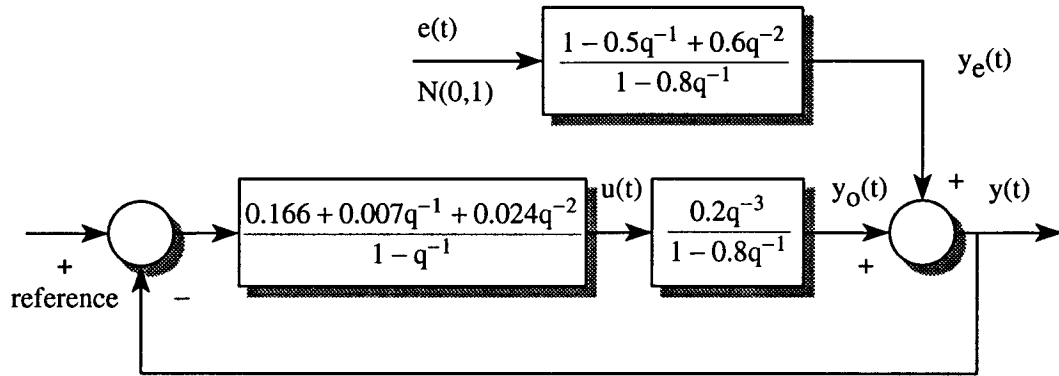 e(t)
N(0,1)
1 − 0.5q⁻¹ + 0.6q⁻²
1 − 0.8q⁻¹
yₑ(t)
0.166 + 0.007q⁻¹ + 0.024q⁻²
1 − q⁻¹
u(t)
0.2q⁻³
1 − 0.8q⁻¹
yₒ(t)
+
y(t)
+
+
reference
−